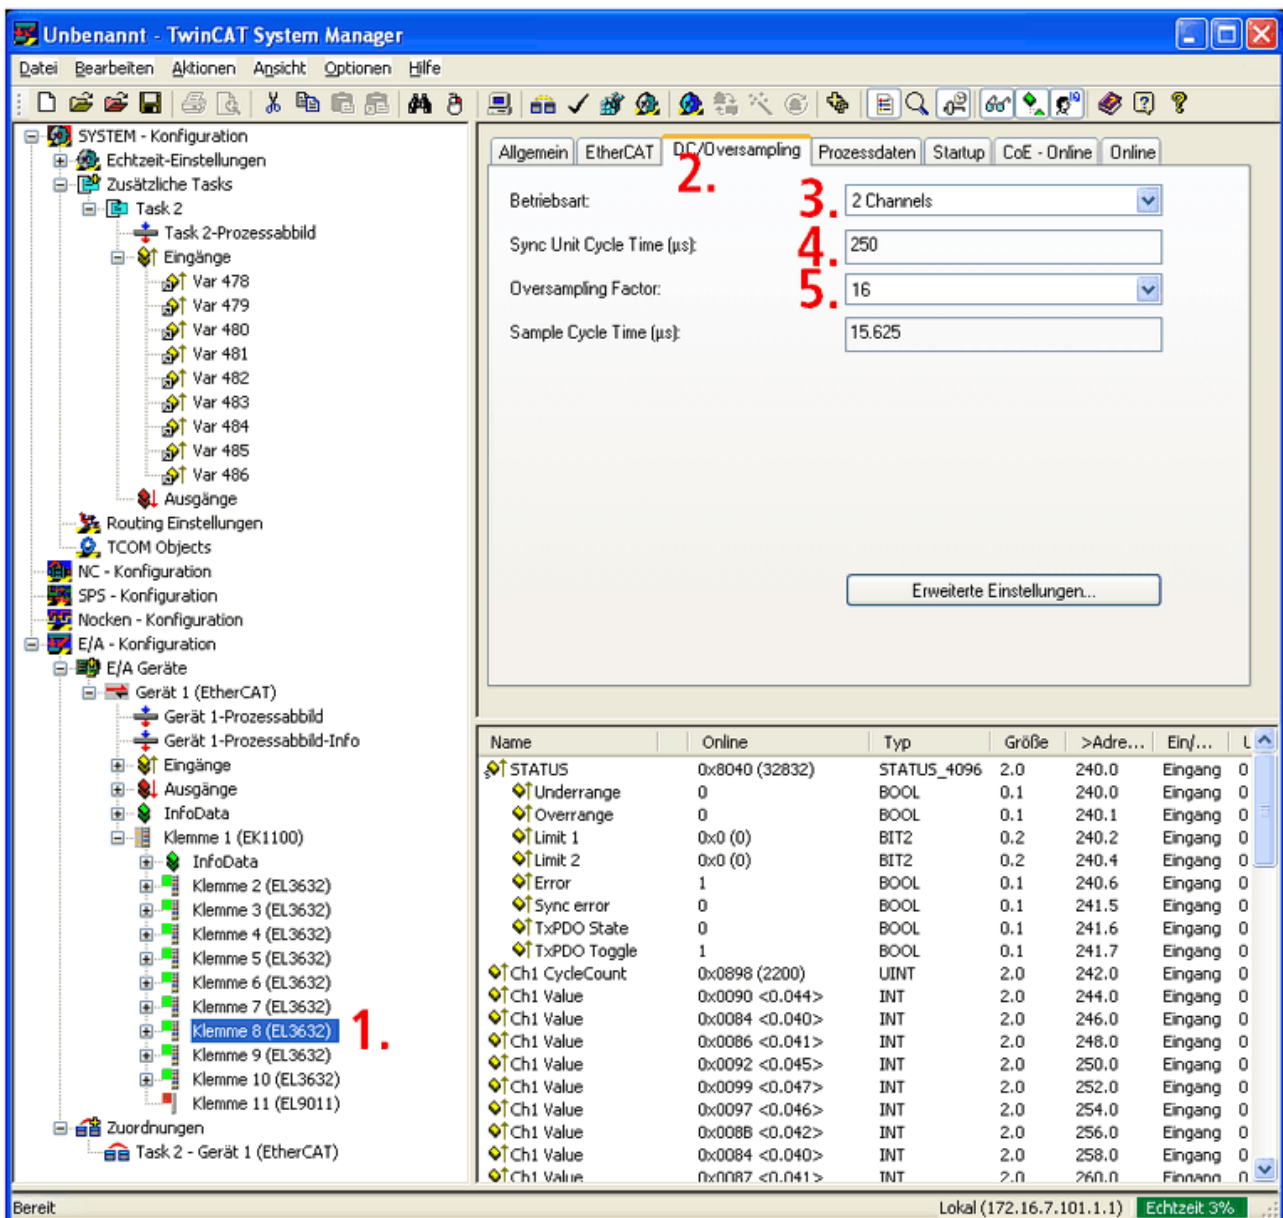 Unbenannt - TwinCAT System Manager
Datei Bearbeiten Aktionen Ansicht Optionen Hilfe
SYSTEM - Konfiguration
Echtzeit-Einstellungen
Zusätzliche Tasks
Task 2
Task 2-Prozessabbild
Eingänge
Var 478
Var 479
Var 480
Var 481
Var 482
Var 483
Var 484
Var 485
Var 486
Ausgänge
Routing Einstellungen
TCOM Objects
NC - Konfiguration
SPS - Konfiguration
Nocken - Konfiguration
E/A - Konfiguration
E/A Geräte
Gerät 1 (EtherCAT)
Gerät 1-Prozessabbild
Gerät 1-Prozessabbild-Info
Eingänge
Ausgänge
InfoData
Klemme 1 (EK1100)
InfoData
Klemme 2 (EL3632)
Klemme 3 (EL3632)
Klemme 4 (EL3632)
Klemme 5 (EL3632)
Klemme 6 (EL3632)
Klemme 7 (EL3632)
Klemme 8 (EL3632) 1.
Klemme 9 (EL3632)
Klemme 10 (EL3632)
Klemme 11 (EL9011)
Zuordnungen
Task 2 - Gerät 1 (EtherCAT)
Allgemein EtherCAT DC/Oversampling Prozessdaten Startup CoE - Online Online
2.
Betriebsart: 3. 2 Channels
Sync Unit Cycle Time (µs): 4. 250
Oversampling Factor: 5. 16
Sample Cycle Time (µs): 15.625
Erweiterte Einstellungen...
Name Online Typ Größe >Adre... Ein/...
STATUS 0x8040 (32832) STATUS_4096 2.0 240.0 Eingang 0
Underrange 0 BOOL 0.1 240.0 Eingang 0
Overrange 0 BOOL 0.1 240.1 Eingang 0
Limit 1 0x0 (0) BIT2 0.2 240.2 Eingang 0
Limit 2 0x0 (0) BIT2 0.2 240.4 Eingang 0
Error 1 BOOL 0.1 240.6 Eingang 0
Sync error 0 BOOL 0.1 241.5 Eingang 0
TxPDO State 0 BOOL 0.1 241.6 Eingang 0
TxPDO Toggle 1 BOOL 0.1 241.7 Eingang 0
Ch1 CycleCount 0x0898 (2200) UINT 2.0 242.0 Eingang 0
Ch1 Value 0x0090 <0.044> INT 2.0 244.0 Eingang 0
Ch1 Value 0x0084 <0.040> INT 2.0 246.0 Eingang 0
Ch1 Value 0x0086 <0.041> INT 2.0 248.0 Eingang 0
Ch1 Value 0x0092 <0.045> INT 2.0 250.0 Eingang 0
Ch1 Value 0x0099 <0.047> INT 2.0 252.0 Eingang 0
Ch1 Value 0x0097 <0.046> INT 2.0 254.0 Eingang 0
Ch1 Value 0x008B <0.042> INT 2.0 256.0 Eingang 0
Ch1 Value 0x0084 <0.040> INT 2.0 258.0 Eingang 0
Ch1 Value 0x0087 <0.041> INT 2.0 260.0 Eingang 0
Bereit Lokal (172.16.7.101.1.1) Echtzeit 3%